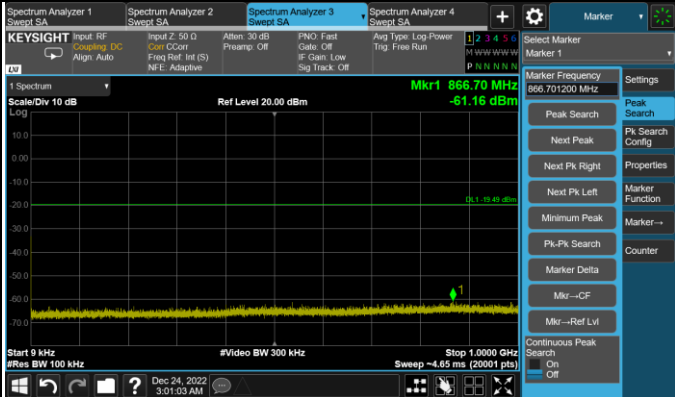 Spectrum Analyzer 1
Swept SA
Spectrum Analyzer 2
Swept SA
Spectrum Analyzer 3
Swept SA
Spectrum Analyzer 4
Swept SA
+
Marker
KEYSIGHT
Input: RF
Coupling: DC
Align: Auto
Input Z: 50 Ω
Corr CCorr
Freq Ref: Int (S)
NFE: Adaptive
Atten: 30 dB
Preamp: Off
PNO: Fast
Gate: Off
IF Gain: Low
Sig Track: Off
Avg Type: Log-Power
Trig: Free Run
1 2 3 4 5 6
M W W W W W
P N N N N N
LXI
Select Marker
Marker 1
1 Spectrum
Scale/Div 10 dB
Log
Ref Level 20.00 dBm
Mkr1 866.70 MHz
-61.16 dBm
10.0
0.00
-10.0
-20.0
-30.0
-40.0
-50.0
-60.0
-70.0
DL1 -19.49 dBm
1
Start 9 kHz
#Res BW 100 kHz
#Video BW 300 kHz
Stop 1.0000 GHz
Sweep ~4.65 ms (20001 pts)
Marker Frequency
866.701200 MHz
Peak Search
Next Peak
Next Pk Right
Next Pk Left
Minimum Peak
Pk-Pk Search
Marker Delta
Mkr→CF
Mkr→Ref Lvl
Continuous Peak
Search
On
Off
Settings
Peak
Search
Pk Search
Config
Properties
Marker
Function
Marker→
Counter
?
Dec 24, 2022
3:01:03 AM